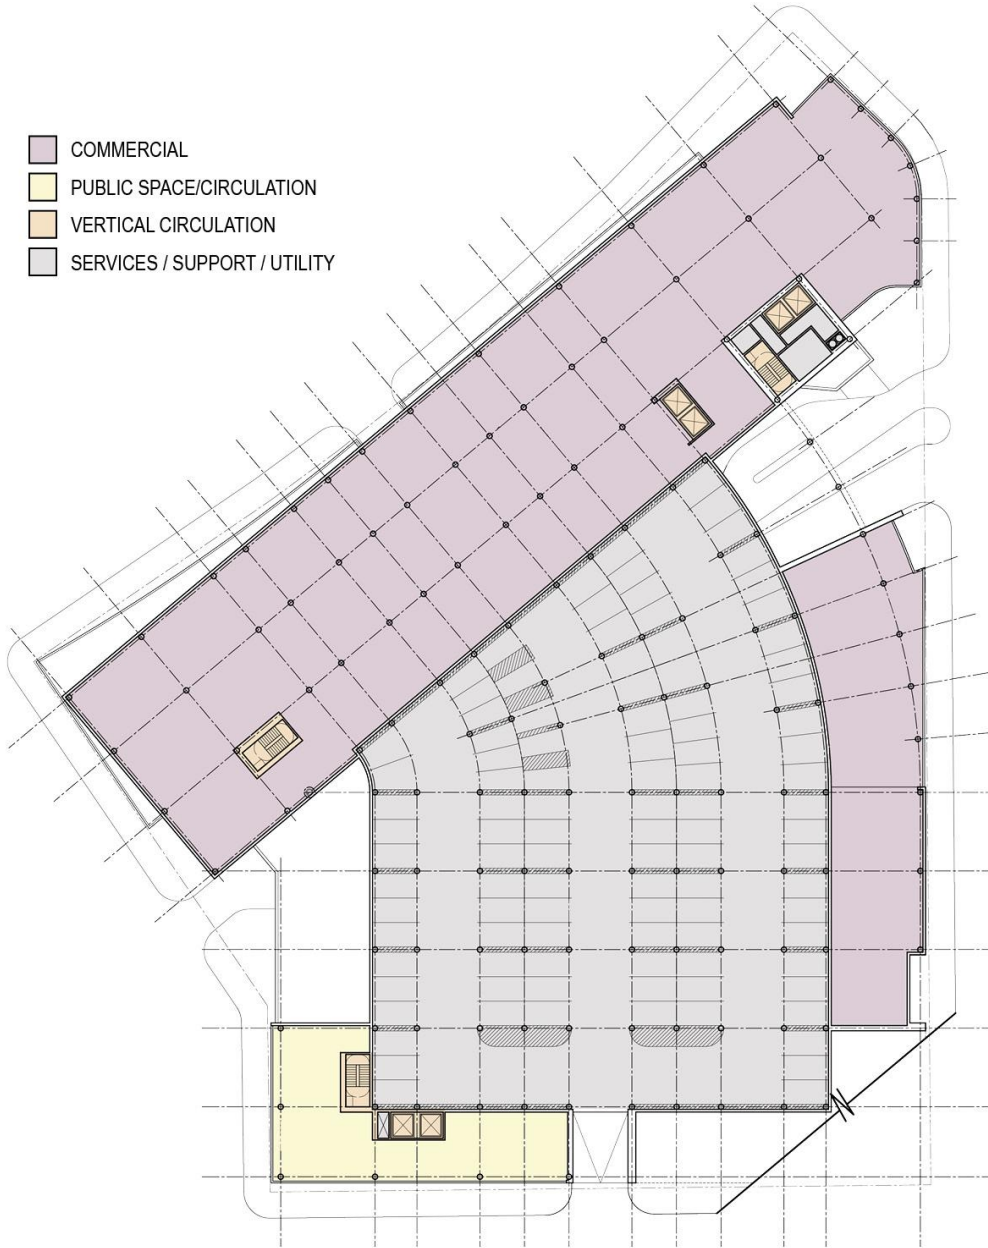 COMMERCIAL
PUBLIC SPACE/CIRCULATION
VERTICAL CIRCULATION
SERVICES / SUPPORT / UTILITY